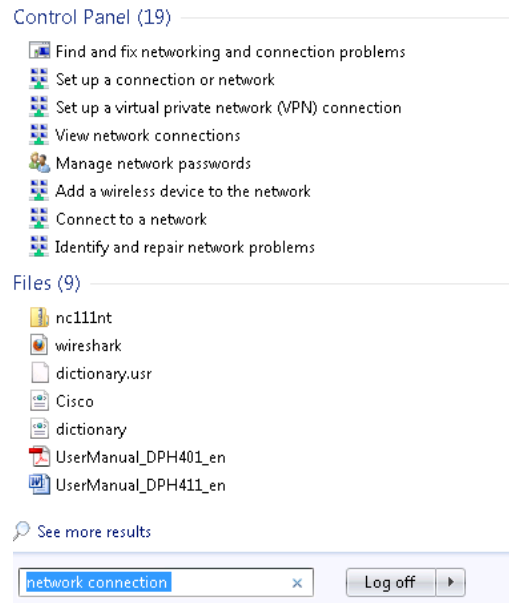 Control Panel (19)
Find and fix networking and connection problems
Set up a connection or network
Set up a virtual private network (VPN) connection
View network connections
Manage network passwords
Add a wireless device to the network
Connect to a network
Identify and repair network problems
Files (9)
nc111nt
wireshark
dictionary.usr
Cisco
dictionary
UserManual_DPH401_en
UserManual_DPH411_en
See more results
network connection
Log off